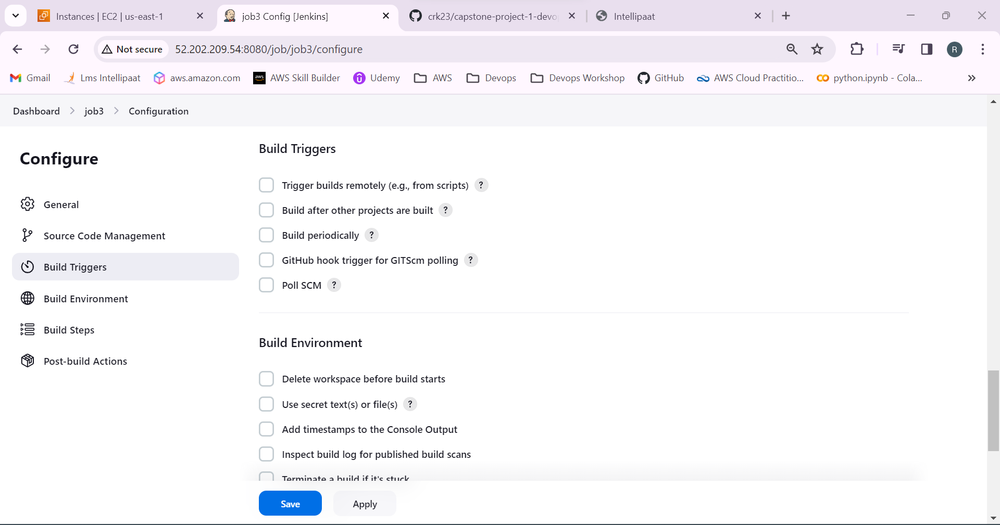 Instances | EC2 | us-east-1
job3 Config [Jenkins]
crk23/capstone-project-1-devo
Intellipaat
Not secure
52.202.209.54:8080/job/job3/configure
R
Gmail
Lms Intellipaat
aws.amazon.com
aws
AWS Skill Builder
Udemy
AWS
Devops
Devops Workshop
GitHub
AWS Cloud Practitio...
python.ipynb - Cola...
Dashboard
job3
Configuration
Configure
General
Source Code Management
Build Triggers
Build Environment
Build Steps
Post-build Actions
Build Triggers
Trigger builds remotely (e.g., from scripts) ?
Build after other projects are built ?
Build periodically ?
GitHub hook trigger for GITScm polling ?
Poll SCM ?
Build Environment
Delete workspace before build starts
Use secret text(s) or file(s) ?
Add timestamps to the Console Output
Inspect build log for published build scans
Terminate a build if it's stuck
Save
Apply